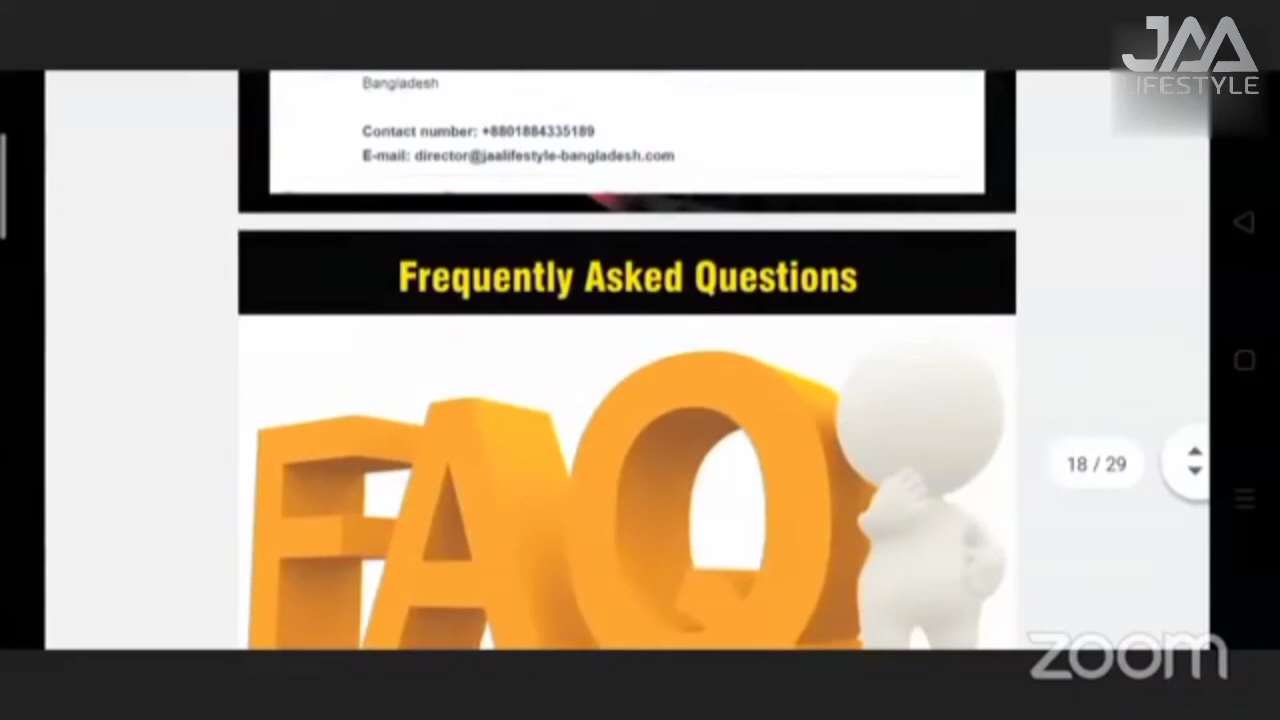 JAA
LIFESTYLE
Bangladesh
Contact number: +8801884335189
E-mail: director@jaalifestyle-bangladesh.com
Frequently Asked Questions
FAQ
18 / 29
zoom